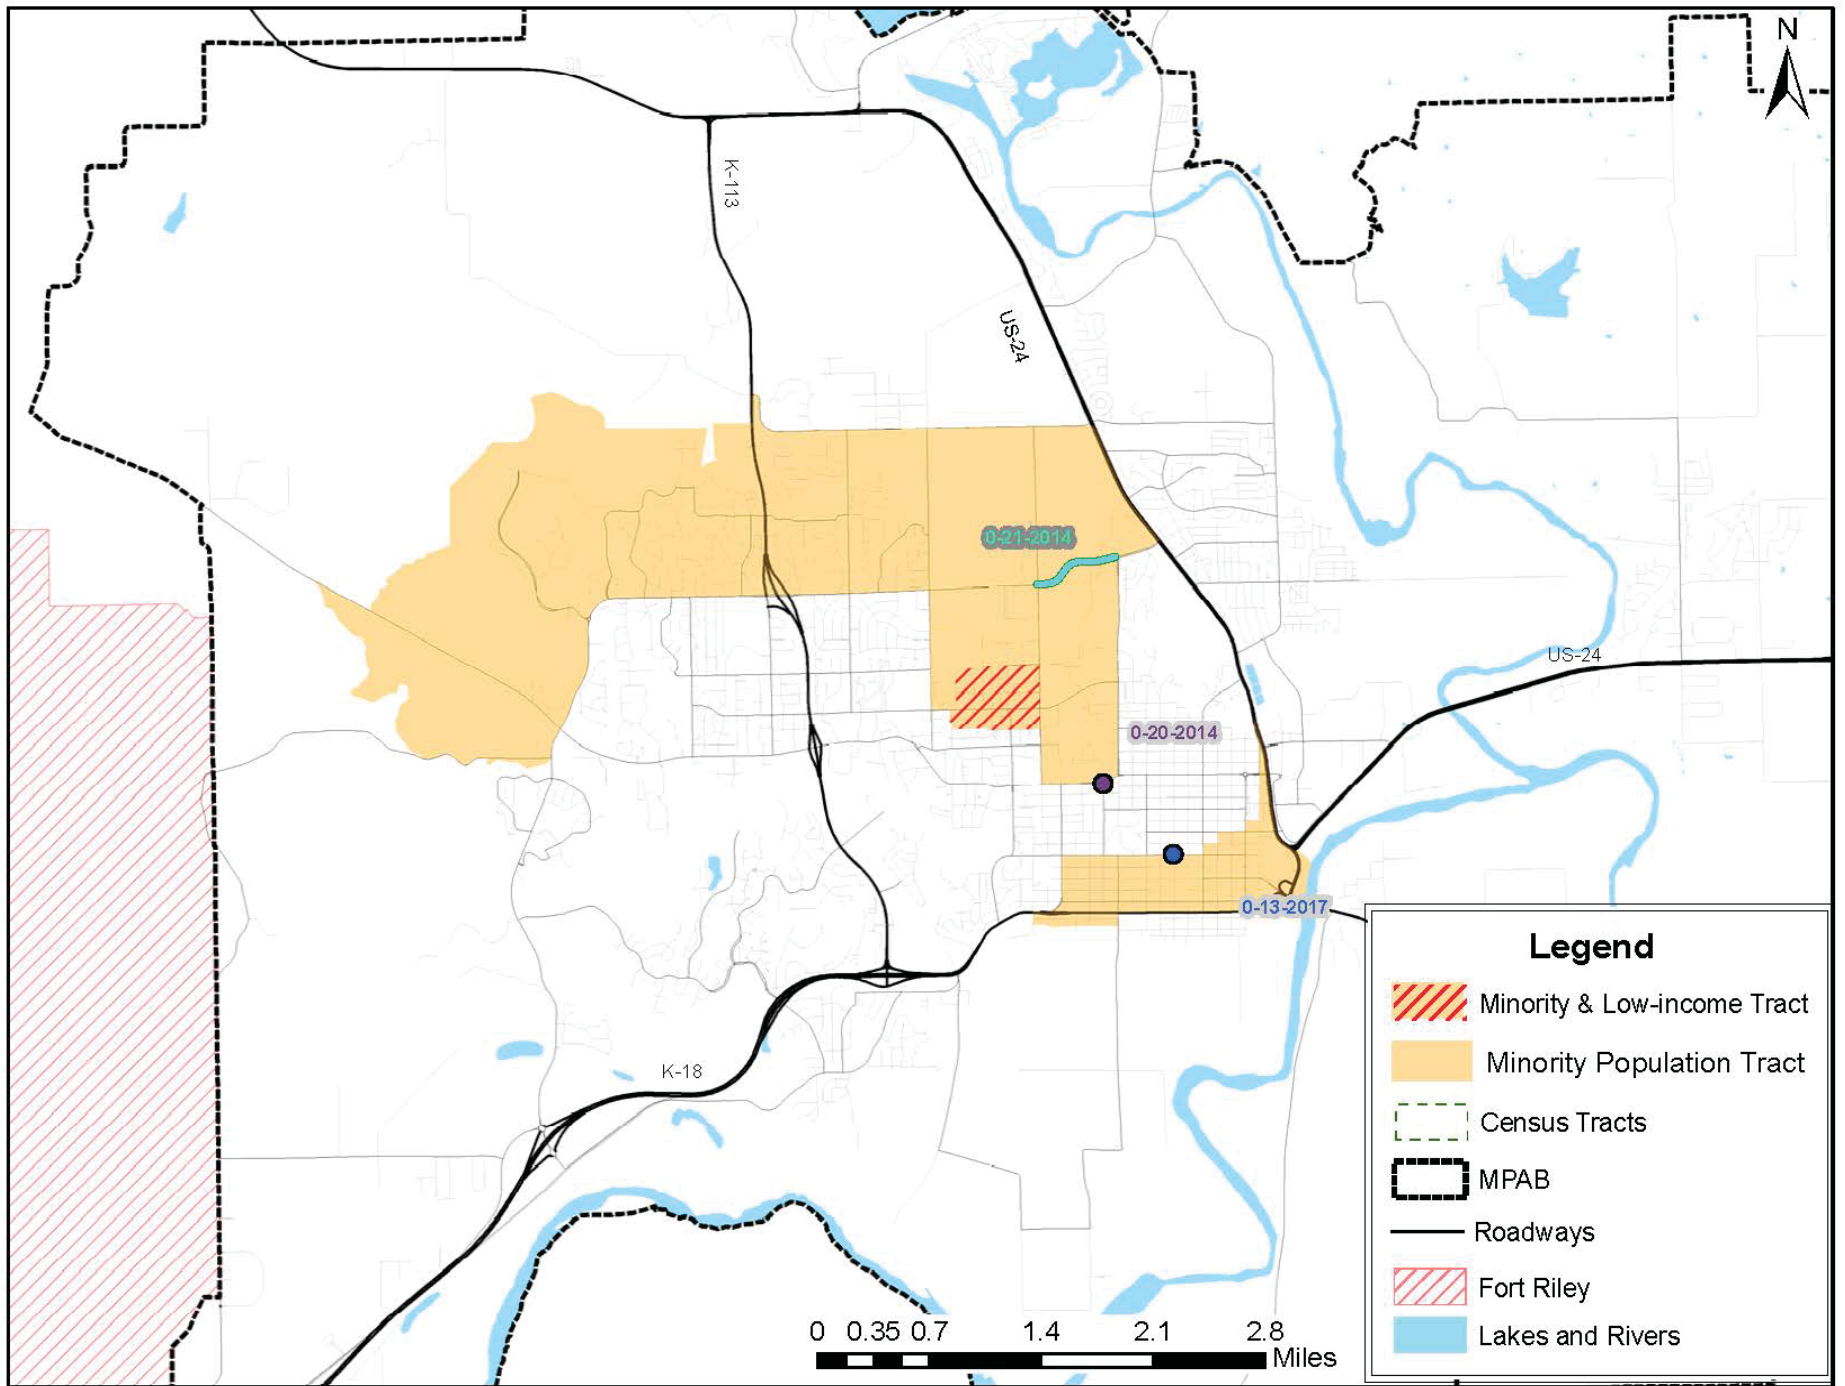 N
K-113
US-24
0-21-2014
US-24
0-20-2014
0-13-2017
K-18
Legend
Minority & Low-income Tract
Minority Population Tract
Census Tracts
MPAB
Roadways
Fort Riley
Lakes and Rivers
0 0.35 0.7 1.4 2.1 2.8
Miles